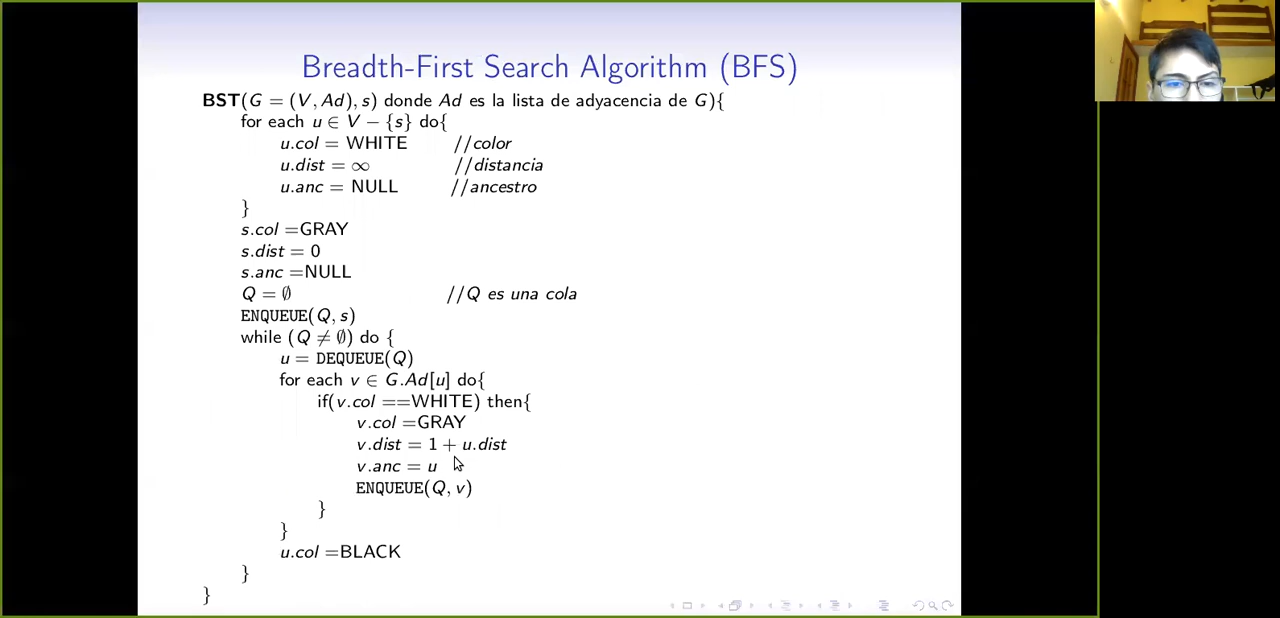 Breadth-First Search Algorithm (BFS)
BST(G = (V, Ad), s) donde Ad es la lista de adyacencia de G){
for each u ∈ V − {s} do{
u.col = WHITE //color
u.dist = ∞ //distancia
u.anc = NULL //ancestro
}
s.col =GRAY
s.dist = 0
s.anc =NULL
Q = ∅ //Q es una cola
ENQUEUE(Q, s)
while (Q ≠ ∅) do {
u = DEQUEUE(Q)
for each v ∈ G.Ad[u] do{
if(v.col ==WHITE) then{
v.col =GRAY
v.dist = 1 + u.dist
v.anc = u
ENQUEUE(Q, v)
}
}
u.col =BLACK
}
}